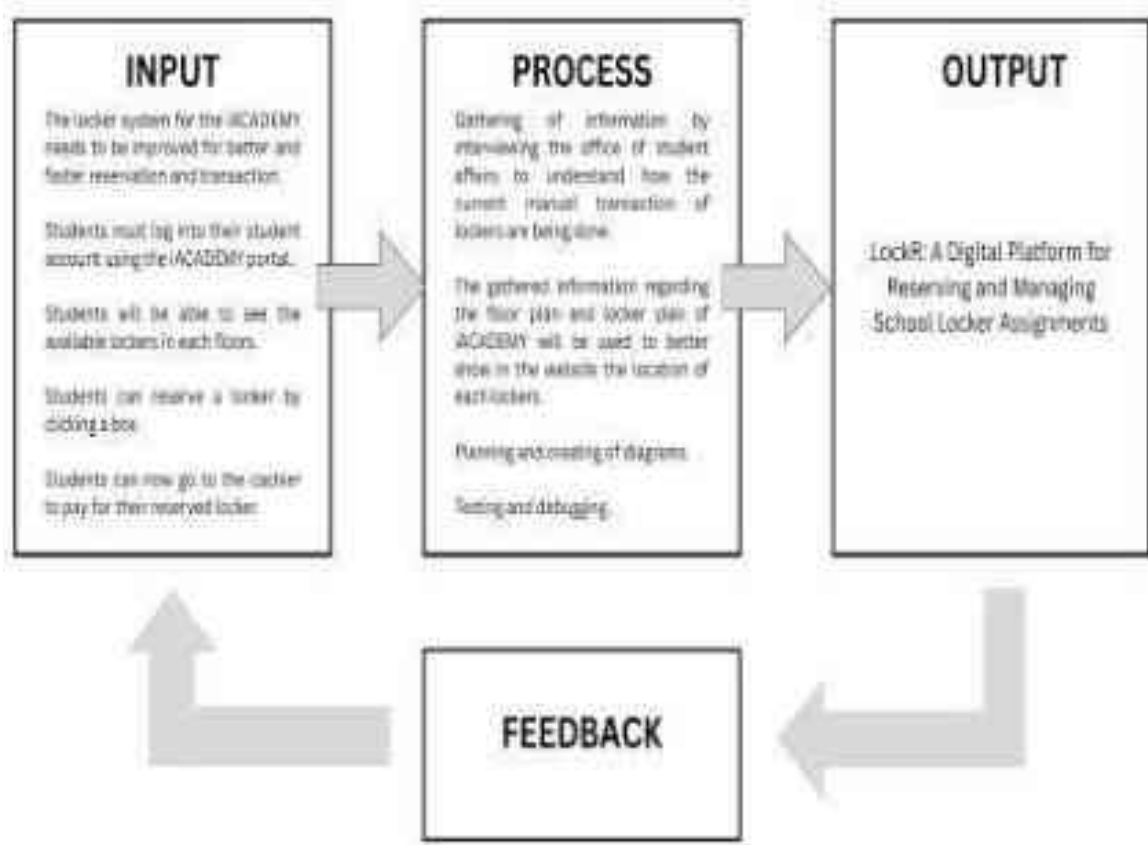 INPUT
The locker system for the iACADEMY
needs to be improved for better and
faster reservation and transaction.
Students must log into their student
account using the iACADEMY portal.
Students will be able to see the
available lockers in each floors.
Students can reserve a locker by
clicking a box.
Students can now go to the cashier
to pay for their reserved locker.
PROCESS
Gathering of information by
interviewing the office of student
affairs to understand how the
current manual transaction of
lockers are being done.
The gathered information regarding
the floor plan and locker plan of
iACADEMY will be used to better
show in the website the location of
each lockers.
Planning and creating of diagrams.
Testing and debugging.
OUTPUT
LockR: A Digital Platform for
Reserving and Managing
School Locker Assignments
FEEDBACK